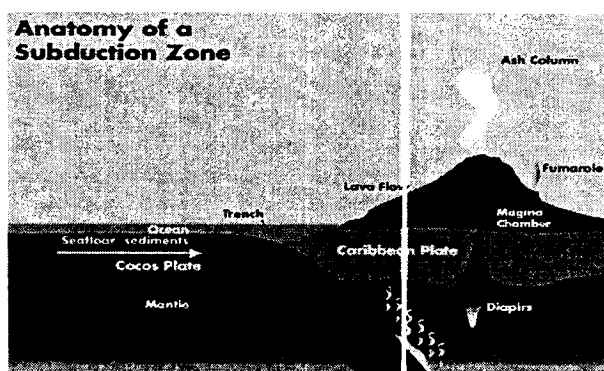 Anatomy of a
Subduction Zone
Ash Column
Fumarole
Lava Flow
Magma
Chamber
Trench
Ocean
Seafloor sediments
Caribbean Plate
Cocos Plate
Mantle
Diapirs